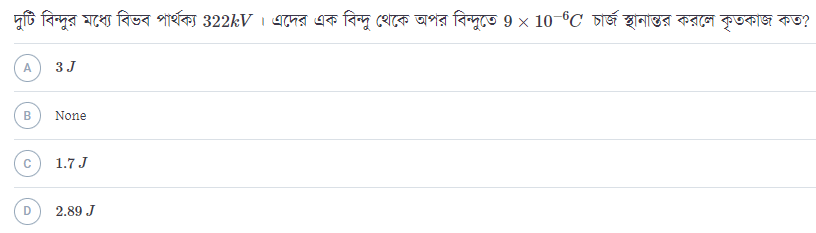 দুটি বিন্দুর মধ্যে বিভব পার্থক্য 322kV । এদের এক বিন্দু থেকে অপর বিন্দুতে 9 × 10⁻⁶C চার্জ স্থানান্তর করলে কৃতকাজ কত?
A 3 J
B None
C 1.7 J
D 2.89 J